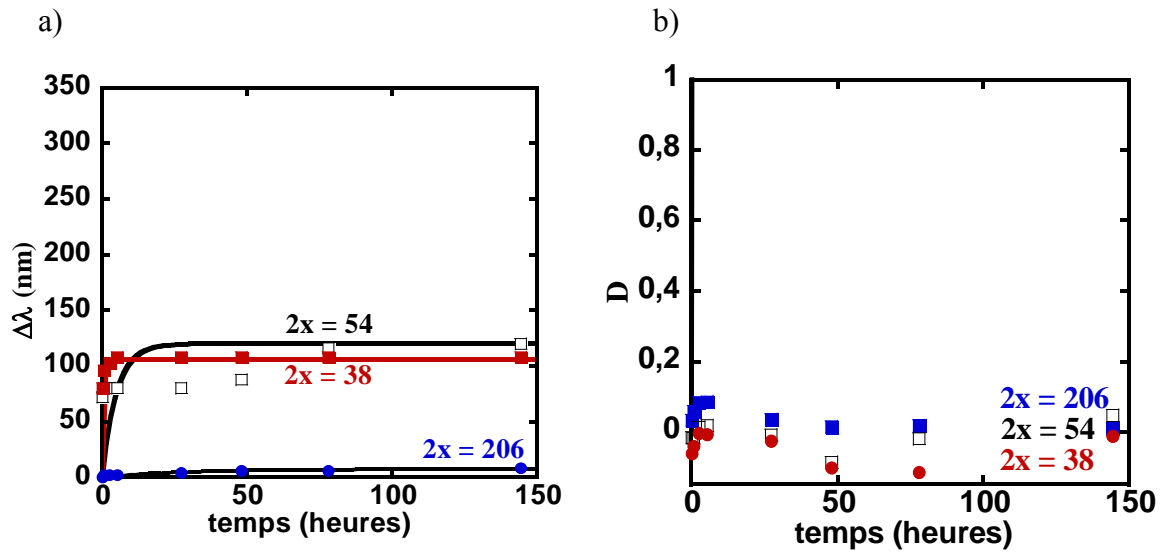 a)
350
300
250
200
150
100
50
0
Δλ (nm)
2x = 54
2x = 38
2x = 206
0
50
100
150
temps (heures)
b)
1
0,8
0,6
0,4
0,2
0
D
2x = 206
2x = 54
2x = 38
0
50
100
150
temps (heures)